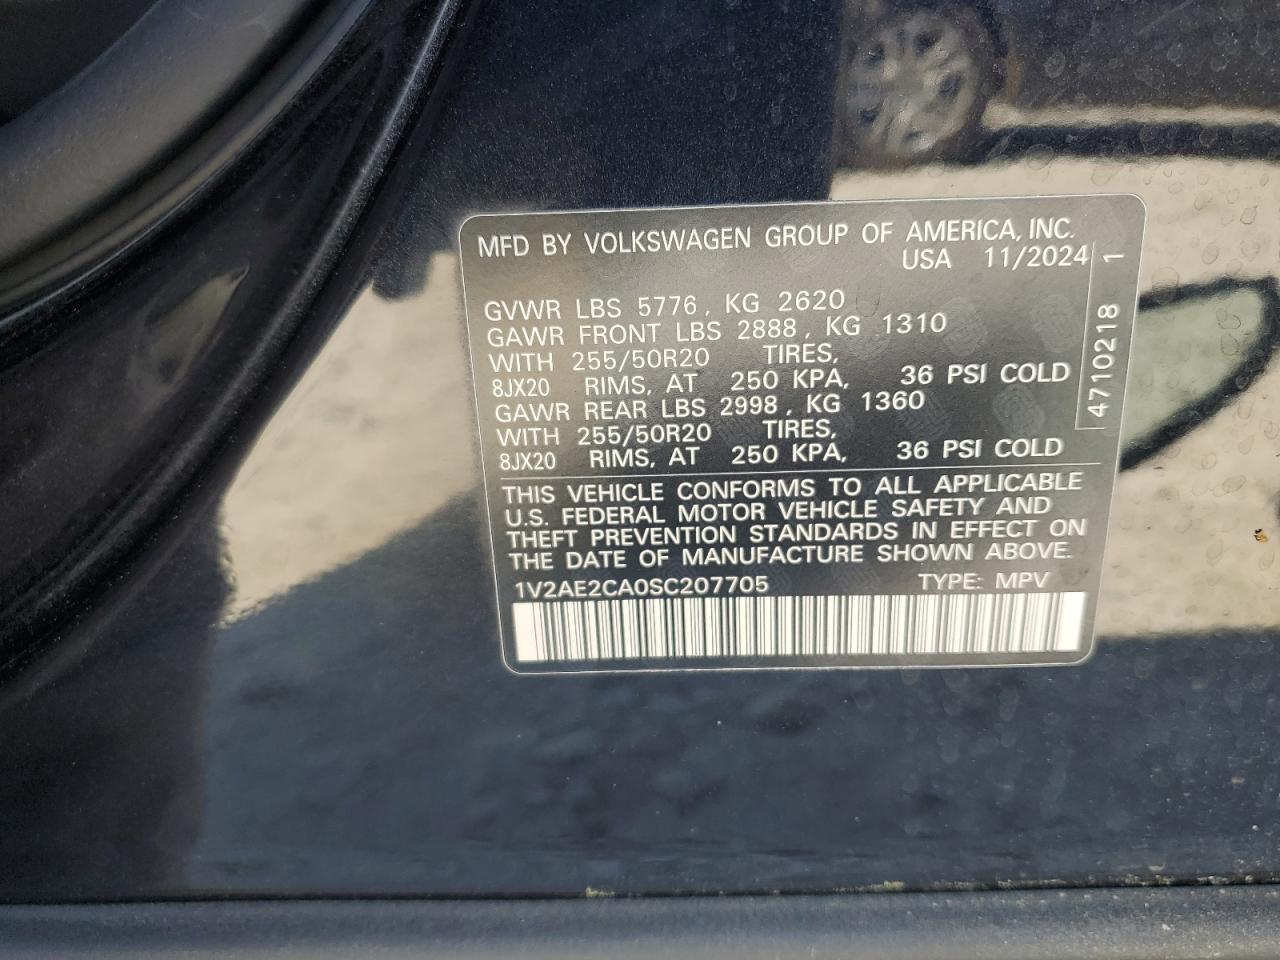 MFD BY VOLKSWAGEN GROUP OF AMERICA, INC.
USA 11/2024
GVWR LBS 5776, KG 2620
GAWR FRONT LBS 2888, KG 1310
WITH 255/50R20 TIRES,
8JX20 RIMS, AT 250 KPA, 36 PSI COLD
GAWR REAR LBS 2998, KG 1360
WITH 255/50R20 TIRES,
8JX20 RIMS, AT 250 KPA, 36 PSI COLD
THIS VEHICLE CONFORMS TO ALL APPLICABLE
U.S. FEDERAL MOTOR VEHICLE SAFETY AND
THEFT PREVENTION STANDARDS IN EFFECT ON
THE DATE OF MANUFACTURE SHOWN ABOVE.
1V2AE2CA0SC207705 TYPE: MPV
4710218 1